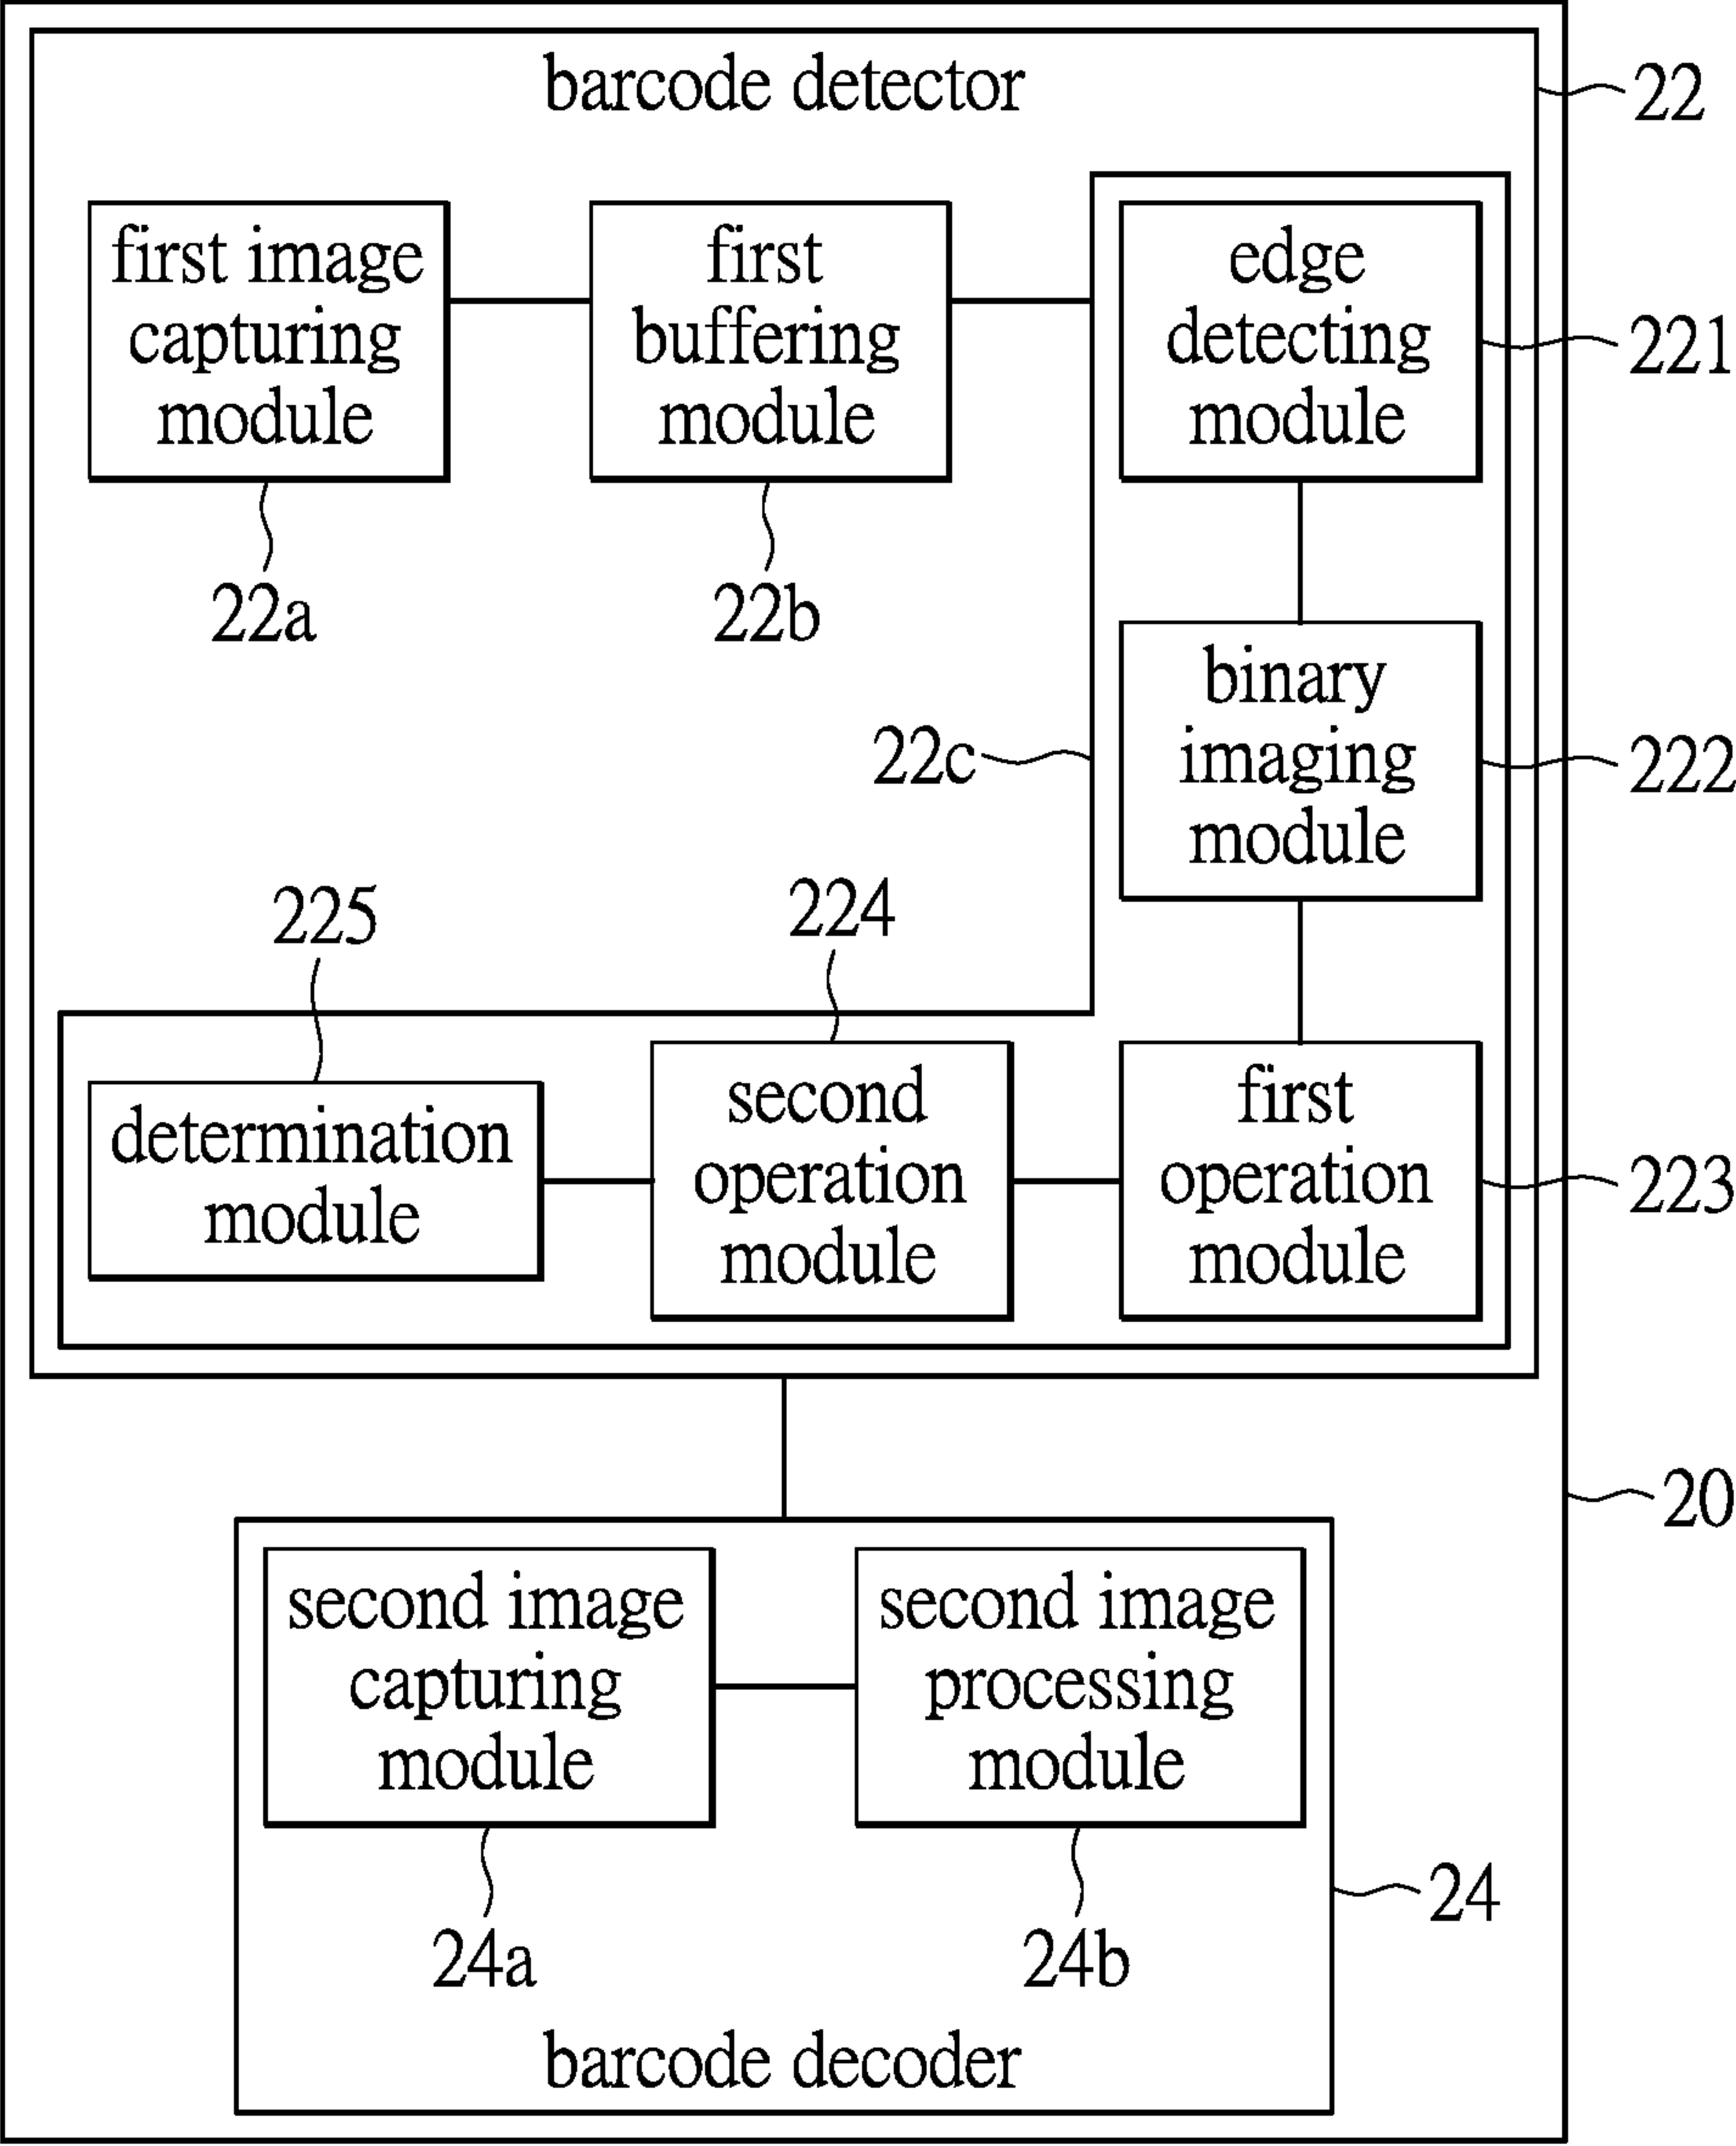 barcode detector
22
first image
capturing
module
22a
first
buffering
module
22b
edge
detecting
module
221
binary
imaging
module
222
22c
225
224
determination
module
second
operation
module
first
operation
module
223
20
second image
capturing
module
24a
second image
processing
module
24b
24
barcode decoder